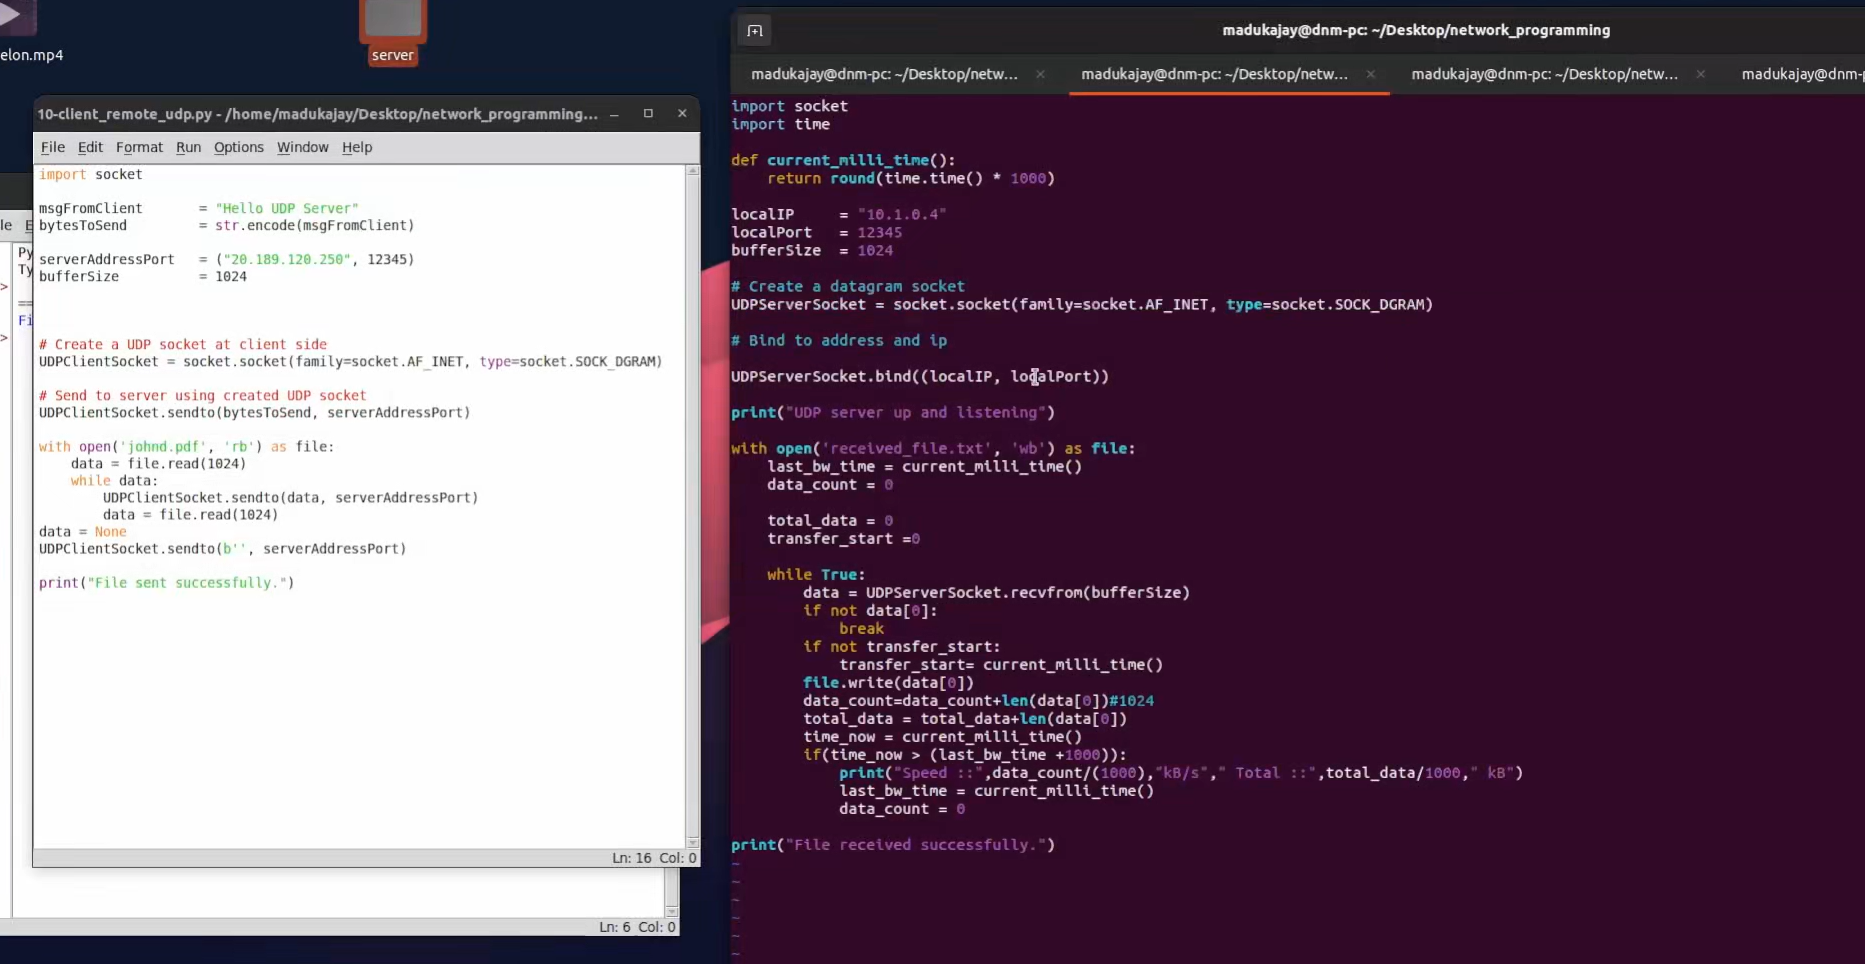 elon.mp4
server
10-client_remote_udp.py - /home/madukajay/Desktop/network_programming...
File Edit Format Run Options Window Help
import socket
msgFromClient       = "Hello UDP Server"
bytesToSend         = str.encode(msgFromClient)
serverAddressPort   = ("20.189.120.250", 12345)
bufferSize          = 1024
# Create a UDP socket at client side
UDPClientSocket = socket.socket(family=socket.AF_INET, type=socket.SOCK_DGRAM)
# Send to server using created UDP socket
UDPClientSocket.sendto(bytesToSend, serverAddressPort)
with open('johnd.pdf', 'rb') as file:
    data = file.read(1024)
    while data:
        UDPClientSocket.sendto(data, serverAddressPort)
        data = file.read(1024)
data = None
UDPClientSocket.sendto(b'', serverAddressPort)
print("File sent successfully.")
Ln: 16 Col: 0
le
Py
Ty
>
==
Fi
>
Ln: 6 Col: 0
madukajay@dnm-pc: ~/Desktop/network_programming
madukajay@dnm-pc: ~/Desktop/netw... × madukajay@dnm-pc: ~/Desktop/netw... × madukajay@dnm-pc: ~/Desktop/netw... × madukajay@dnm-
import socket
import time
def current_milli_time():
    return round(time.time() * 1000)
localIP     = "10.1.0.4"
localPort   = 12345
bufferSize  = 1024
# Create a datagram socket
UDPServerSocket = socket.socket(family=socket.AF_INET, type=socket.SOCK_DGRAM)
# Bind to address and ip
UDPServerSocket.bind((localIP, localPort))
print("UDP server up and listening")
with open('received_file.txt', 'wb') as file:
    last_bw_time = current_milli_time()
    data_count = 0
    total_data = 0
    transfer_start =0
    while True:
        data = UDPServerSocket.recvfrom(bufferSize)
        if not data[0]:
            break
        if not transfer_start:
            transfer_start= current_milli_time()
        file.write(data[0])
        data_count=data_count+len(data[0])#1024
        total_data = total_data+len(data[0])
        time_now = current_milli_time()
        if(time_now > (last_bw_time +1000)):
            print("Speed ::",data_count/(1000),"kB/s"," Total ::",total_data/1000," kB")
            last_bw_time = current_milli_time()
            data_count = 0
print("File received successfully.")
~
~
~
~
~
~